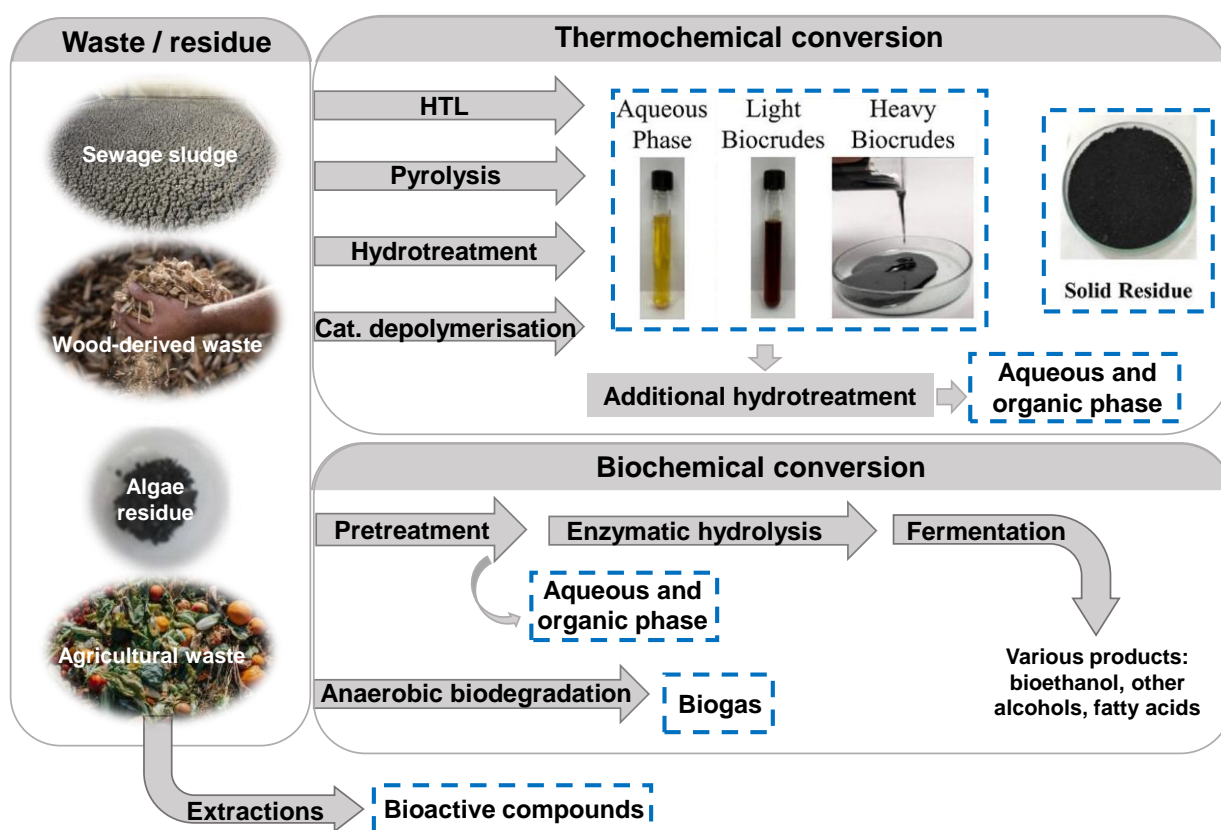 Waste / residue
Sewage sludge
Wood-derived waste
Algae
residue
Agricultural waste
Thermochemical conversion
HTL
Pyrolysis
Hydrotreatment
Cat. depolymerisation
Aqueous
Phase
Light
Biocrudes
Heavy
Biocrudes
Solid Residue
Additional hydrotreatment
Aqueous and
organic phase
Biochemical conversion
Pretreatment
Enzymatic hydrolysis
Fermentation
Aqueous and
organic phase
Various products:
bioethanol, other
alcohols, fatty acids
Anaerobic biodegradation
Biogas
Extractions
Bioactive compounds